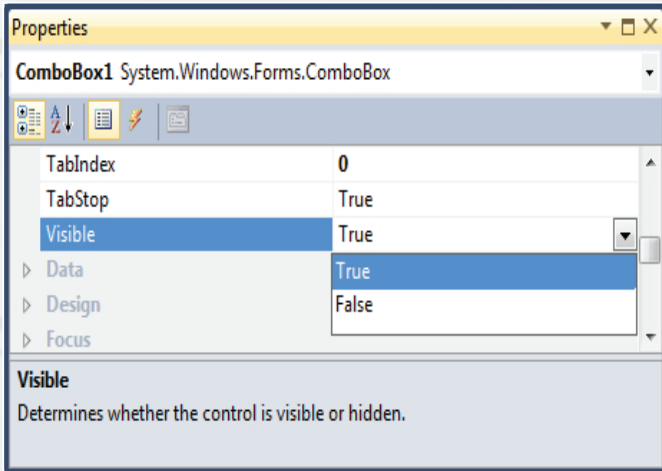 Properties
ComboBox1 System.Windows.Forms.ComboBox
TabIndex 0
TabStop True
Visible True
Data True
Design False
Focus
Visible
Determines whether the control is visible or hidden.